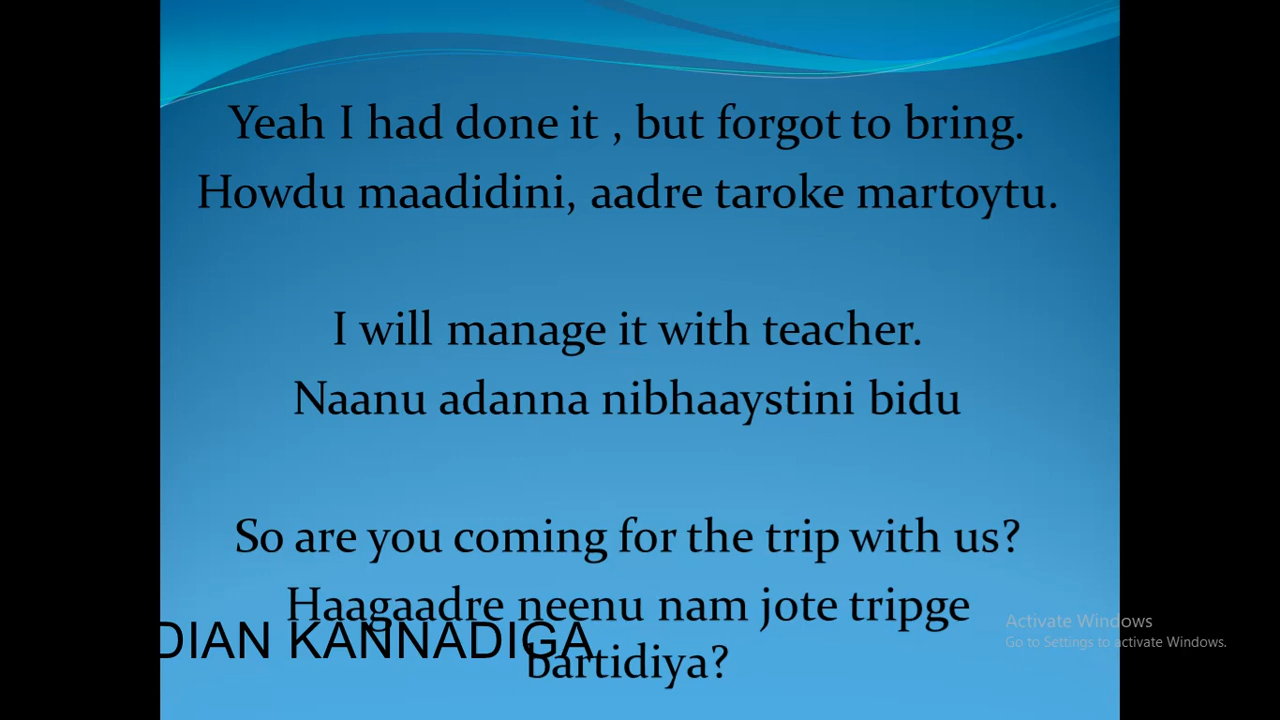 Yeah I had done it , but forgot to bring.
Howdu maadidini, aadre taroke martoytu.
I will manage it with teacher.
Naanu adanna nibhaaystini bidu
So are you coming for the trip with us?
Haagaadre neenu nam jote tripge
bartidiya?
DIAN KANNADIGA
Activate Windows
Go to Settings to activate Windows.